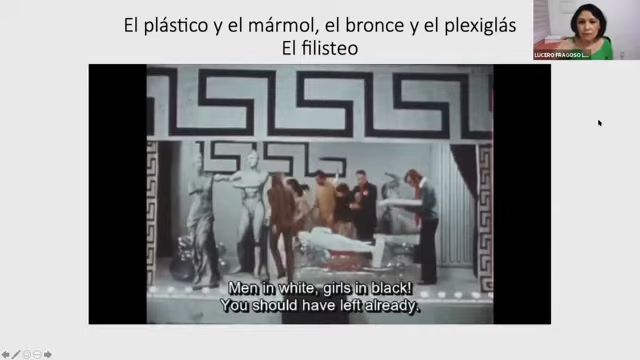 El plástico y el mármol, el bronce y el plexiglás
El filisteo
LUCERO FRAGOSO L...
Men in white, girls in black!
You should have left already.